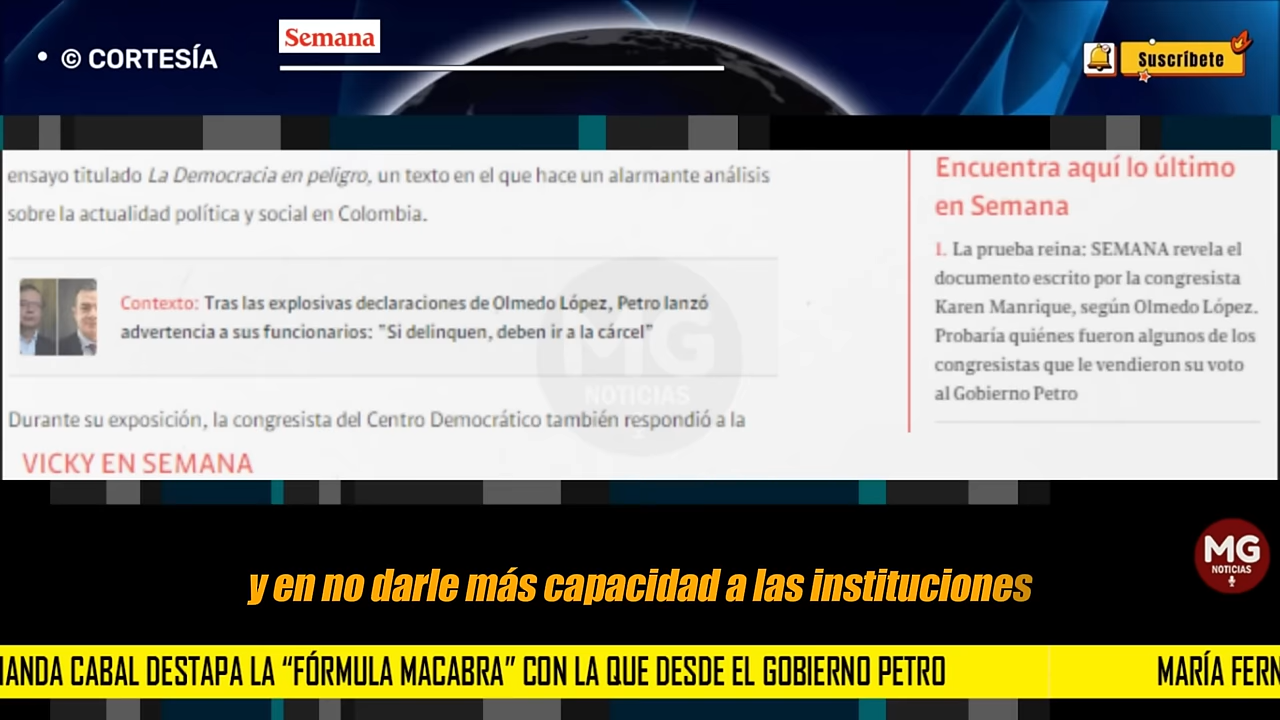 • © CORTESÍA
Semana
Suscríbete
ensayo titulado La Democracia en peligro, un texto en el que hace un alarmante análisis
sobre la actualidad política y social en Colombia.
Contexto: Tras las explosivas declaraciones de Olmedo López, Petro lanzó
advertencia a sus funcionarios: "Si delinquen, deben ir a la cárcel"
Durante su exposición, la congresista del Centro Democrático también respondió a la
VICKY EN SEMANA
Encuentra aquí lo último
en Semana
1. La prueba reina: SEMANA revela el
documento escrito por la congresista
Karen Manrique, según Olmedo López.
Probaría quiénes fueron algunos de los
congresistas que le vendieron su voto
al Gobierno Petro
MG
NOTICIAS
MG
NOTICIAS
y en no darle más capacidad a las instituciones
NANDA CABAL DESTAPA LA “FÓRMULA MACABRA” CON LA QUE DESDE EL GOBIERNO PETRO
MARÍA FERN